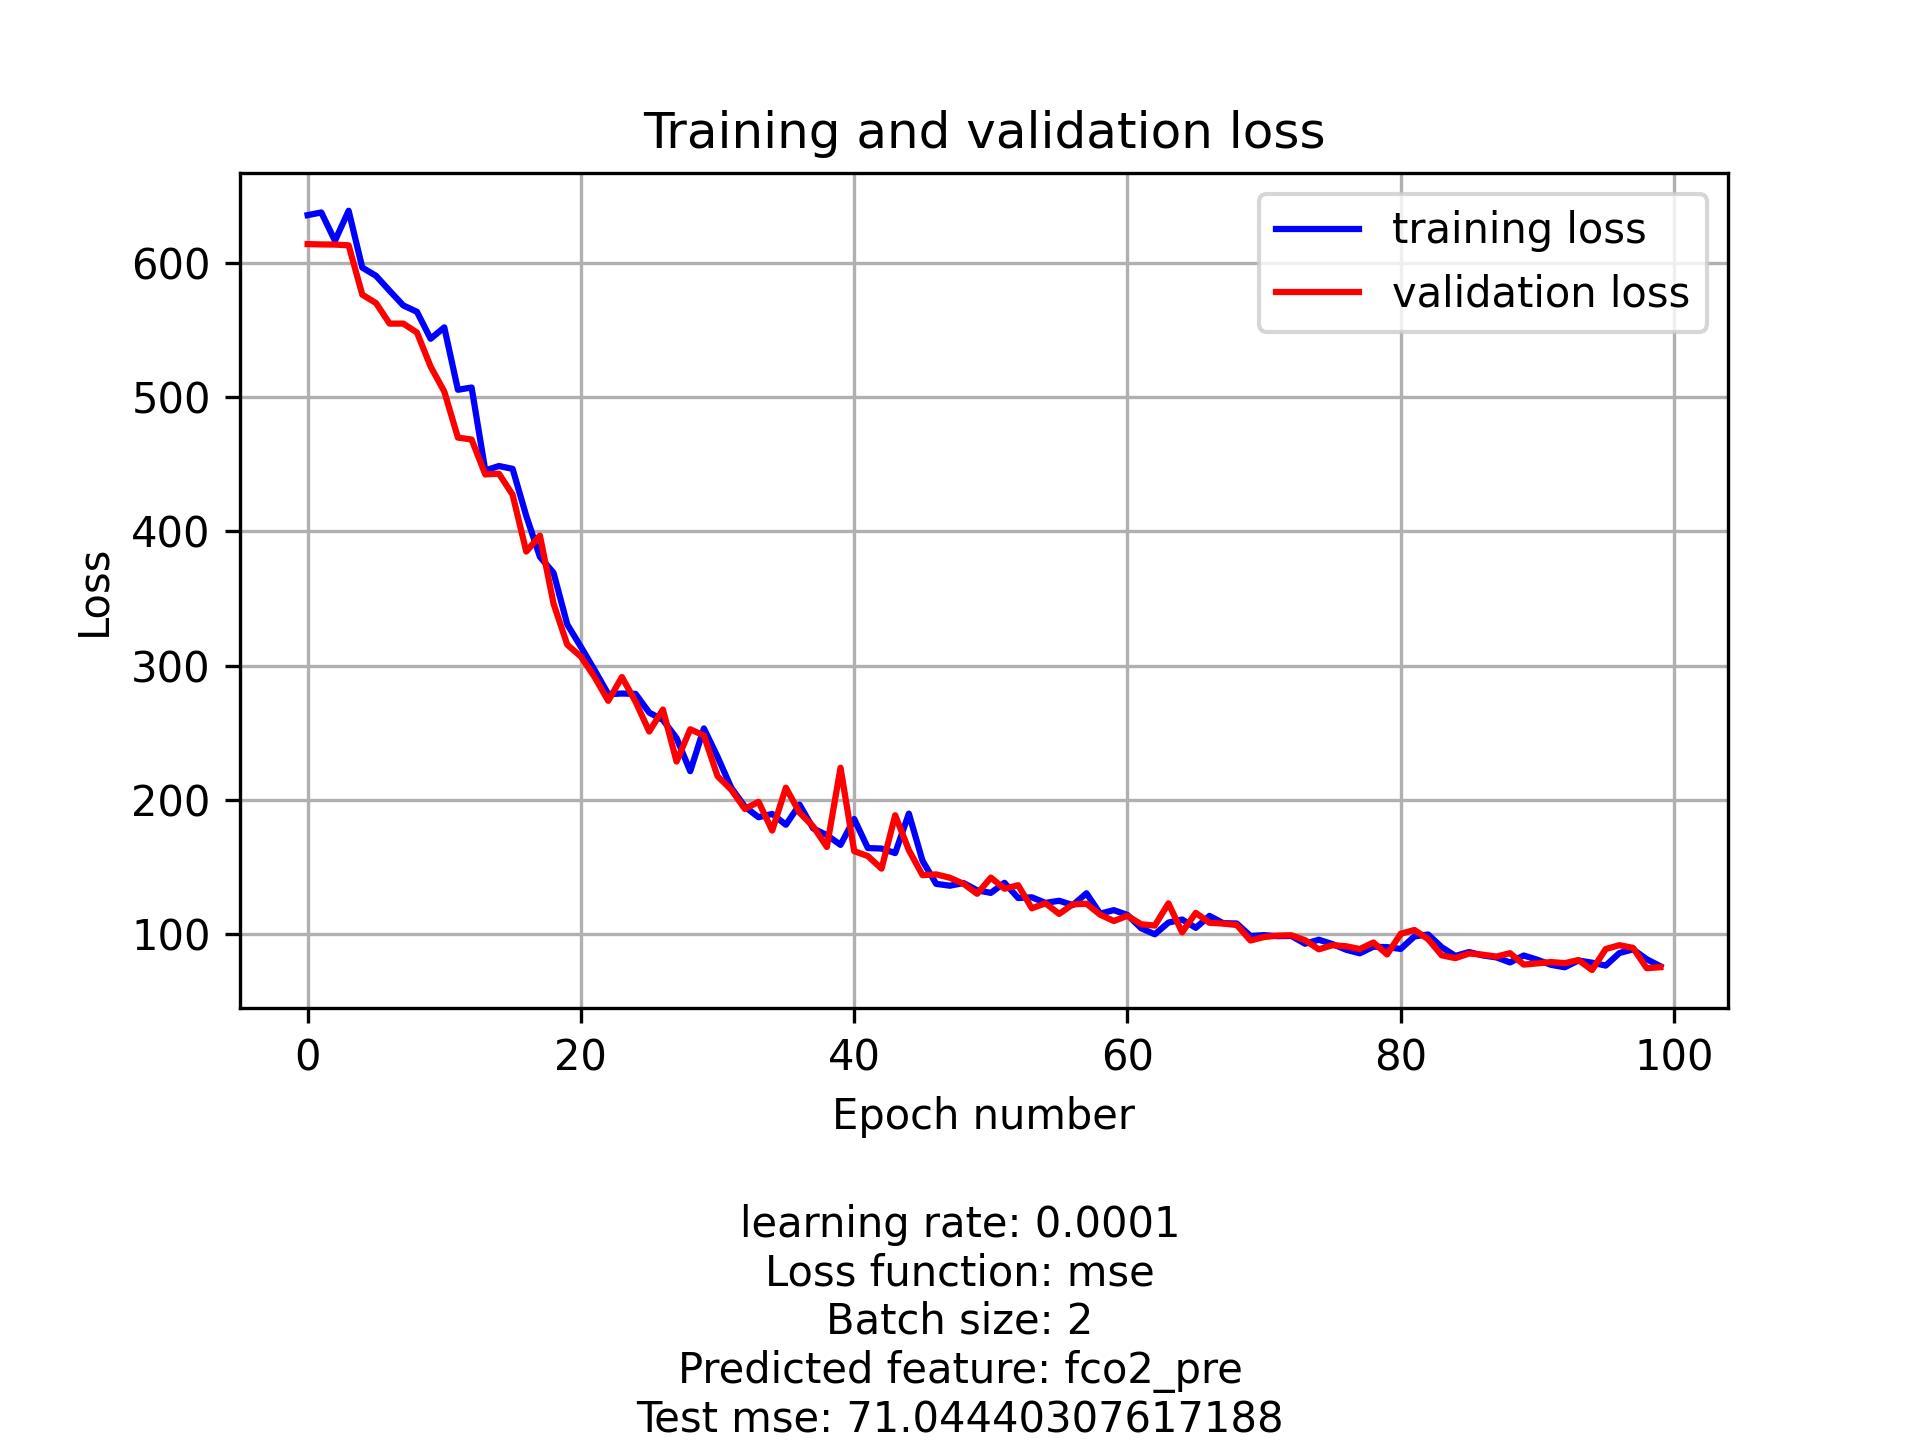 Training and validation loss
training loss
validation loss
600
500
400
300
200
100
Loss
0 20 40 60 80 100
Epoch number
learning rate: 0.0001
Loss function: mse
Batch size: 2
Predicted feature: fco2_pre
Test mse: 71.04440307617188